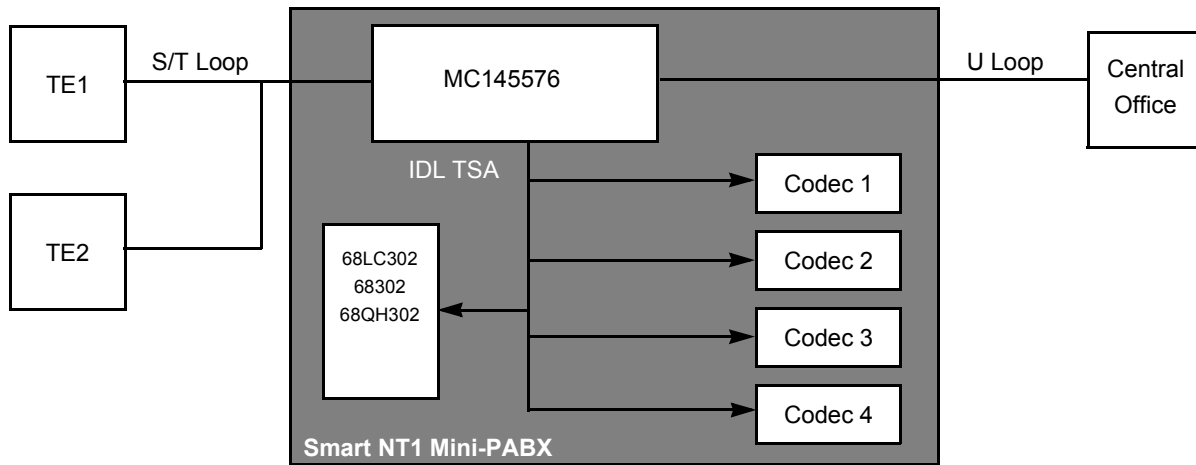 TE1
S/T Loop
MC145576
U Loop
Central
Office
IDL TSA
Codec 1
TE2
68LC302
68302
68QH302
Codec 2
Codec 3
Codec 4
Smart NT1 Mini-PABX